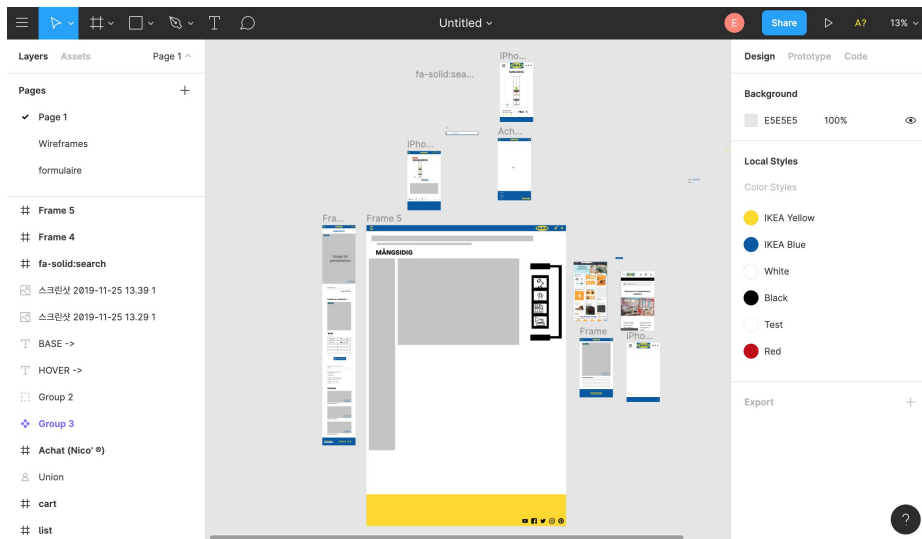 Untitled
E
Share
A?
13%
Layers Assets Page 1
Pages
Page 1
Wireframes
formulaire
Frame 5
Frame 4
fa-solid:search
스크린샷 2019-11-25 13.39 1
스크린샷 2019-11-25 13.29 1
BASE ->
HOVER ->
Group 2
Group 3
Achat (Nico' ®)
Union
cart
list
fa-solid:sea...
iPho...
iPho...
Ach...
Fra...
Frame 5
MÅNGSIDIG
Image de
présentation
Frame
iPho...
FOOTER
Design Prototype Code
Background
E5E5E5 100%
Local Styles
Color Styles
IKEA Yellow
IKEA Blue
White
Black
Test
Red
Export
?